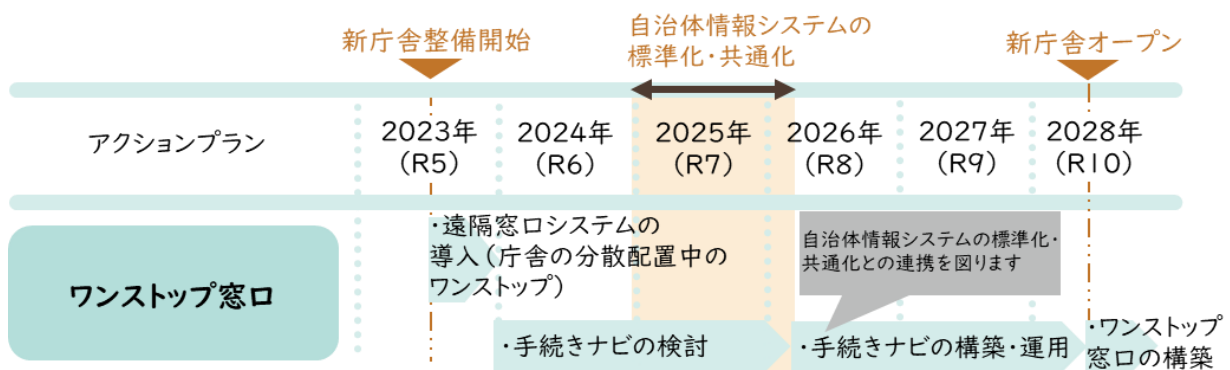 新庁舎整備開始
自治体情報システムの
標準化・共通化
新庁舎オープン
アクションプラン
2023年
(R5)
2024年
(R6)
2025年
(R7)
2026年
(R8)
2027年
(R9)
2028年
(R10)
ワンストップ窓口
・遠隔窓口システムの
導入(庁舎の分散配置中の
ワンストップ)
自治体情報システムの標準化・
共通化との連携を図ります
・手続きナビの検討
・手続きナビの構築・運用
・ワンストップ
窓口の構築